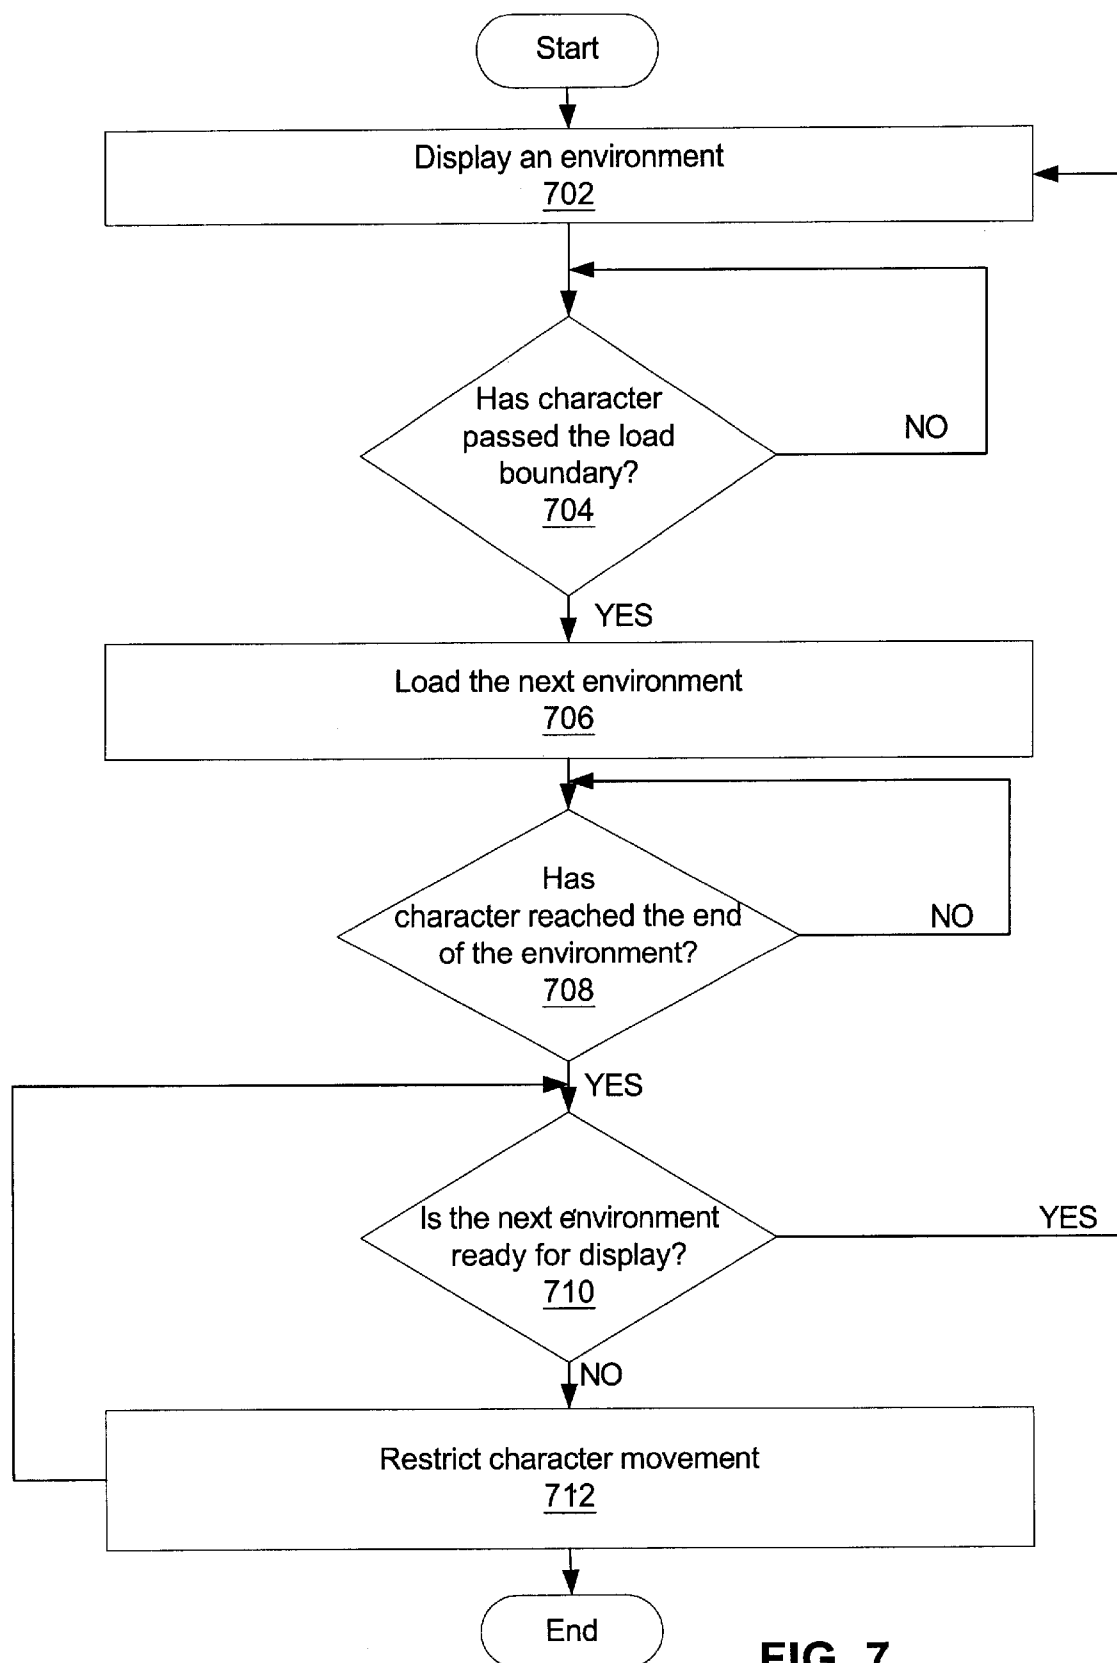 Start
Display an environment
702
Has character
passed the load
boundary?
704
NO
YES
Load the next environment
706
Has
character reached the end
of the environment?
708
NO
YES
Is the next environment
ready for display?
710
YES
NO
Restrict character movement
712
End
FIG. 7